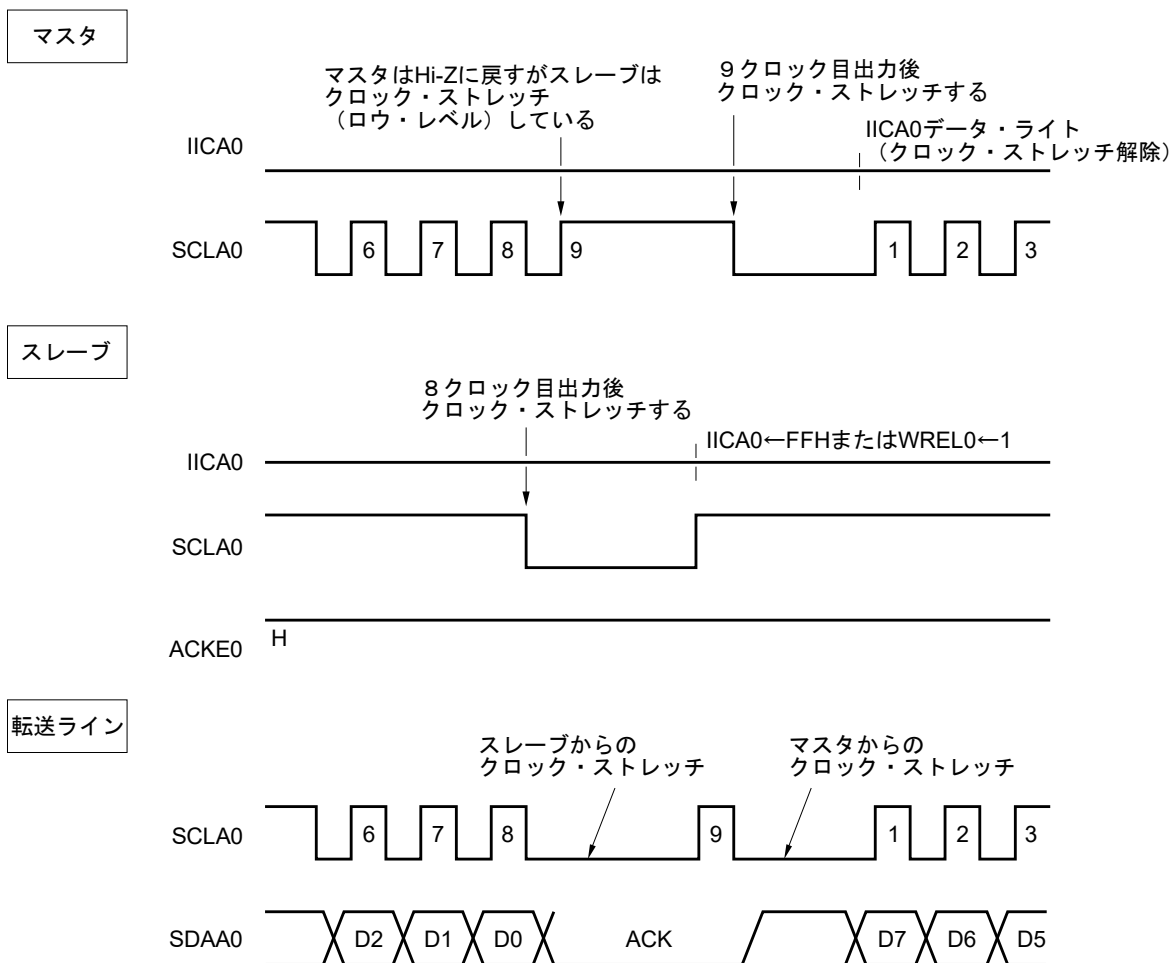 マスタ
マスタはHi-Zに戻すがスレーブは
クロック・ストレッチ
（ロウ・レベル）している
９クロック目出力後
クロック・ストレッチする
IICA0データ・ライト
（クロック・ストレッチ解除）
IICA0
SCLA0
6 7 8 9 1 2 3
スレーブ
８クロック目出力後
クロック・ストレッチする
IICA0←FFHまたはWREL0←1
IICA0
SCLA0
ACKE0
H
転送ライン
スレーブからの
クロック・ストレッチ
マスタからの
クロック・ストレッチ
SCLA0
6 7 8 9 1 2 3
SDAA0
D2 D1 D0 ACK D7 D6 D5